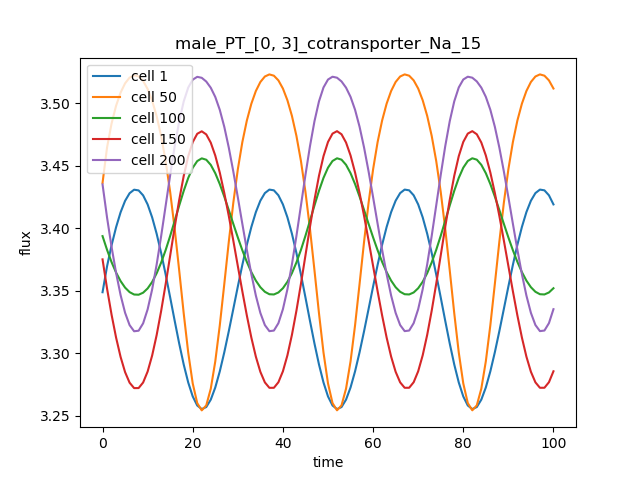 male_PT_[0, 3]_cotransporter_Na_15
cell 1
cell 50
cell 100
cell 150
cell 200
3.50
3.45
3.40
3.35
3.30
3.25
flux
0 20 40 60 80 100
time